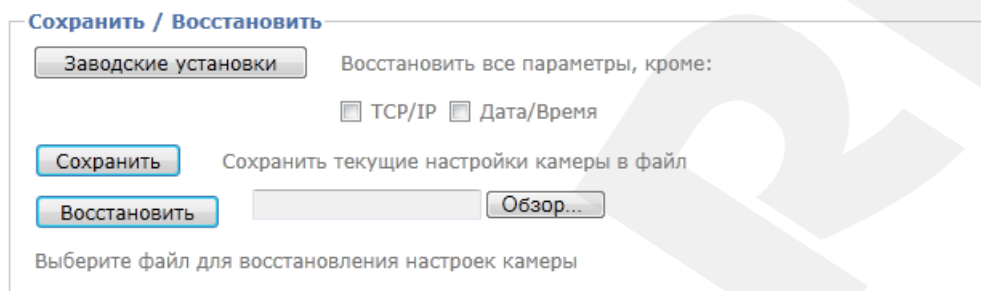 Сохранить / Восстановить
Заводские установки Восстановить все параметры, кроме:
TCP/IP Дата/Время
Сохранить Сохранить текущие настройки камеры в файл
Восстановить Обзор...
Выберите файл для восстановления настроек камеры